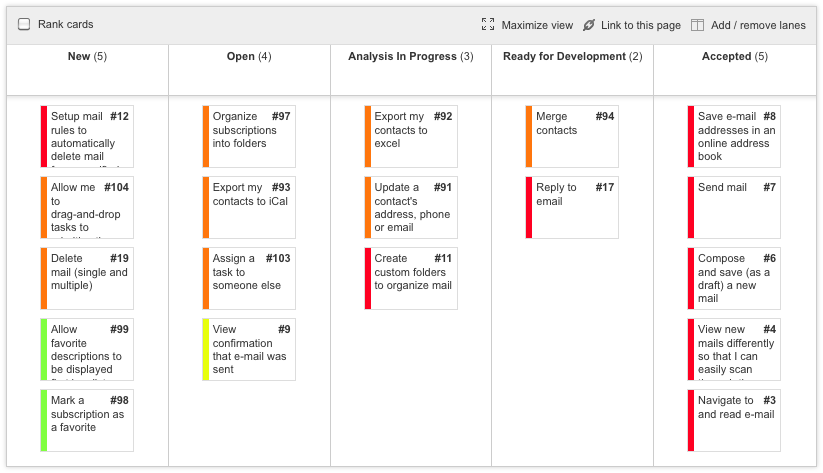 Rank cards
Maximize view
Link to this page
Add / remove lanes
New (5)
Open (4)
Analysis In Progress (3)
Ready for Development (2)
Accepted (5)
Setup mail #12
rules to
automatically
delete mail
Allow me #104
to
drag-and-drop
tasks to
Delete #19
mail (single and
multiple)
Allow #99
favorite
descriptions to
be displayed
Mark a #98
subscription as
a favorite
Organize #97
subscriptions
into folders
Export my #93
contacts to iCal
Assign a #103
task to
someone else
View #9
confirmation
that e-mail was
sent
Export my #92
contacts to
excel
Update a #91
contact's
address, phone
or email
Create #11
custom folders
to organize mail
Merge #94
contacts
Reply to #17
email
Save e-mail #8
addresses in an
online address
book
Send mail #7
Compose #6
and save (as a
draft) a new
mail
View new #4
mails differently
so that I can
easily scan
Navigate to #3
and read e-mail